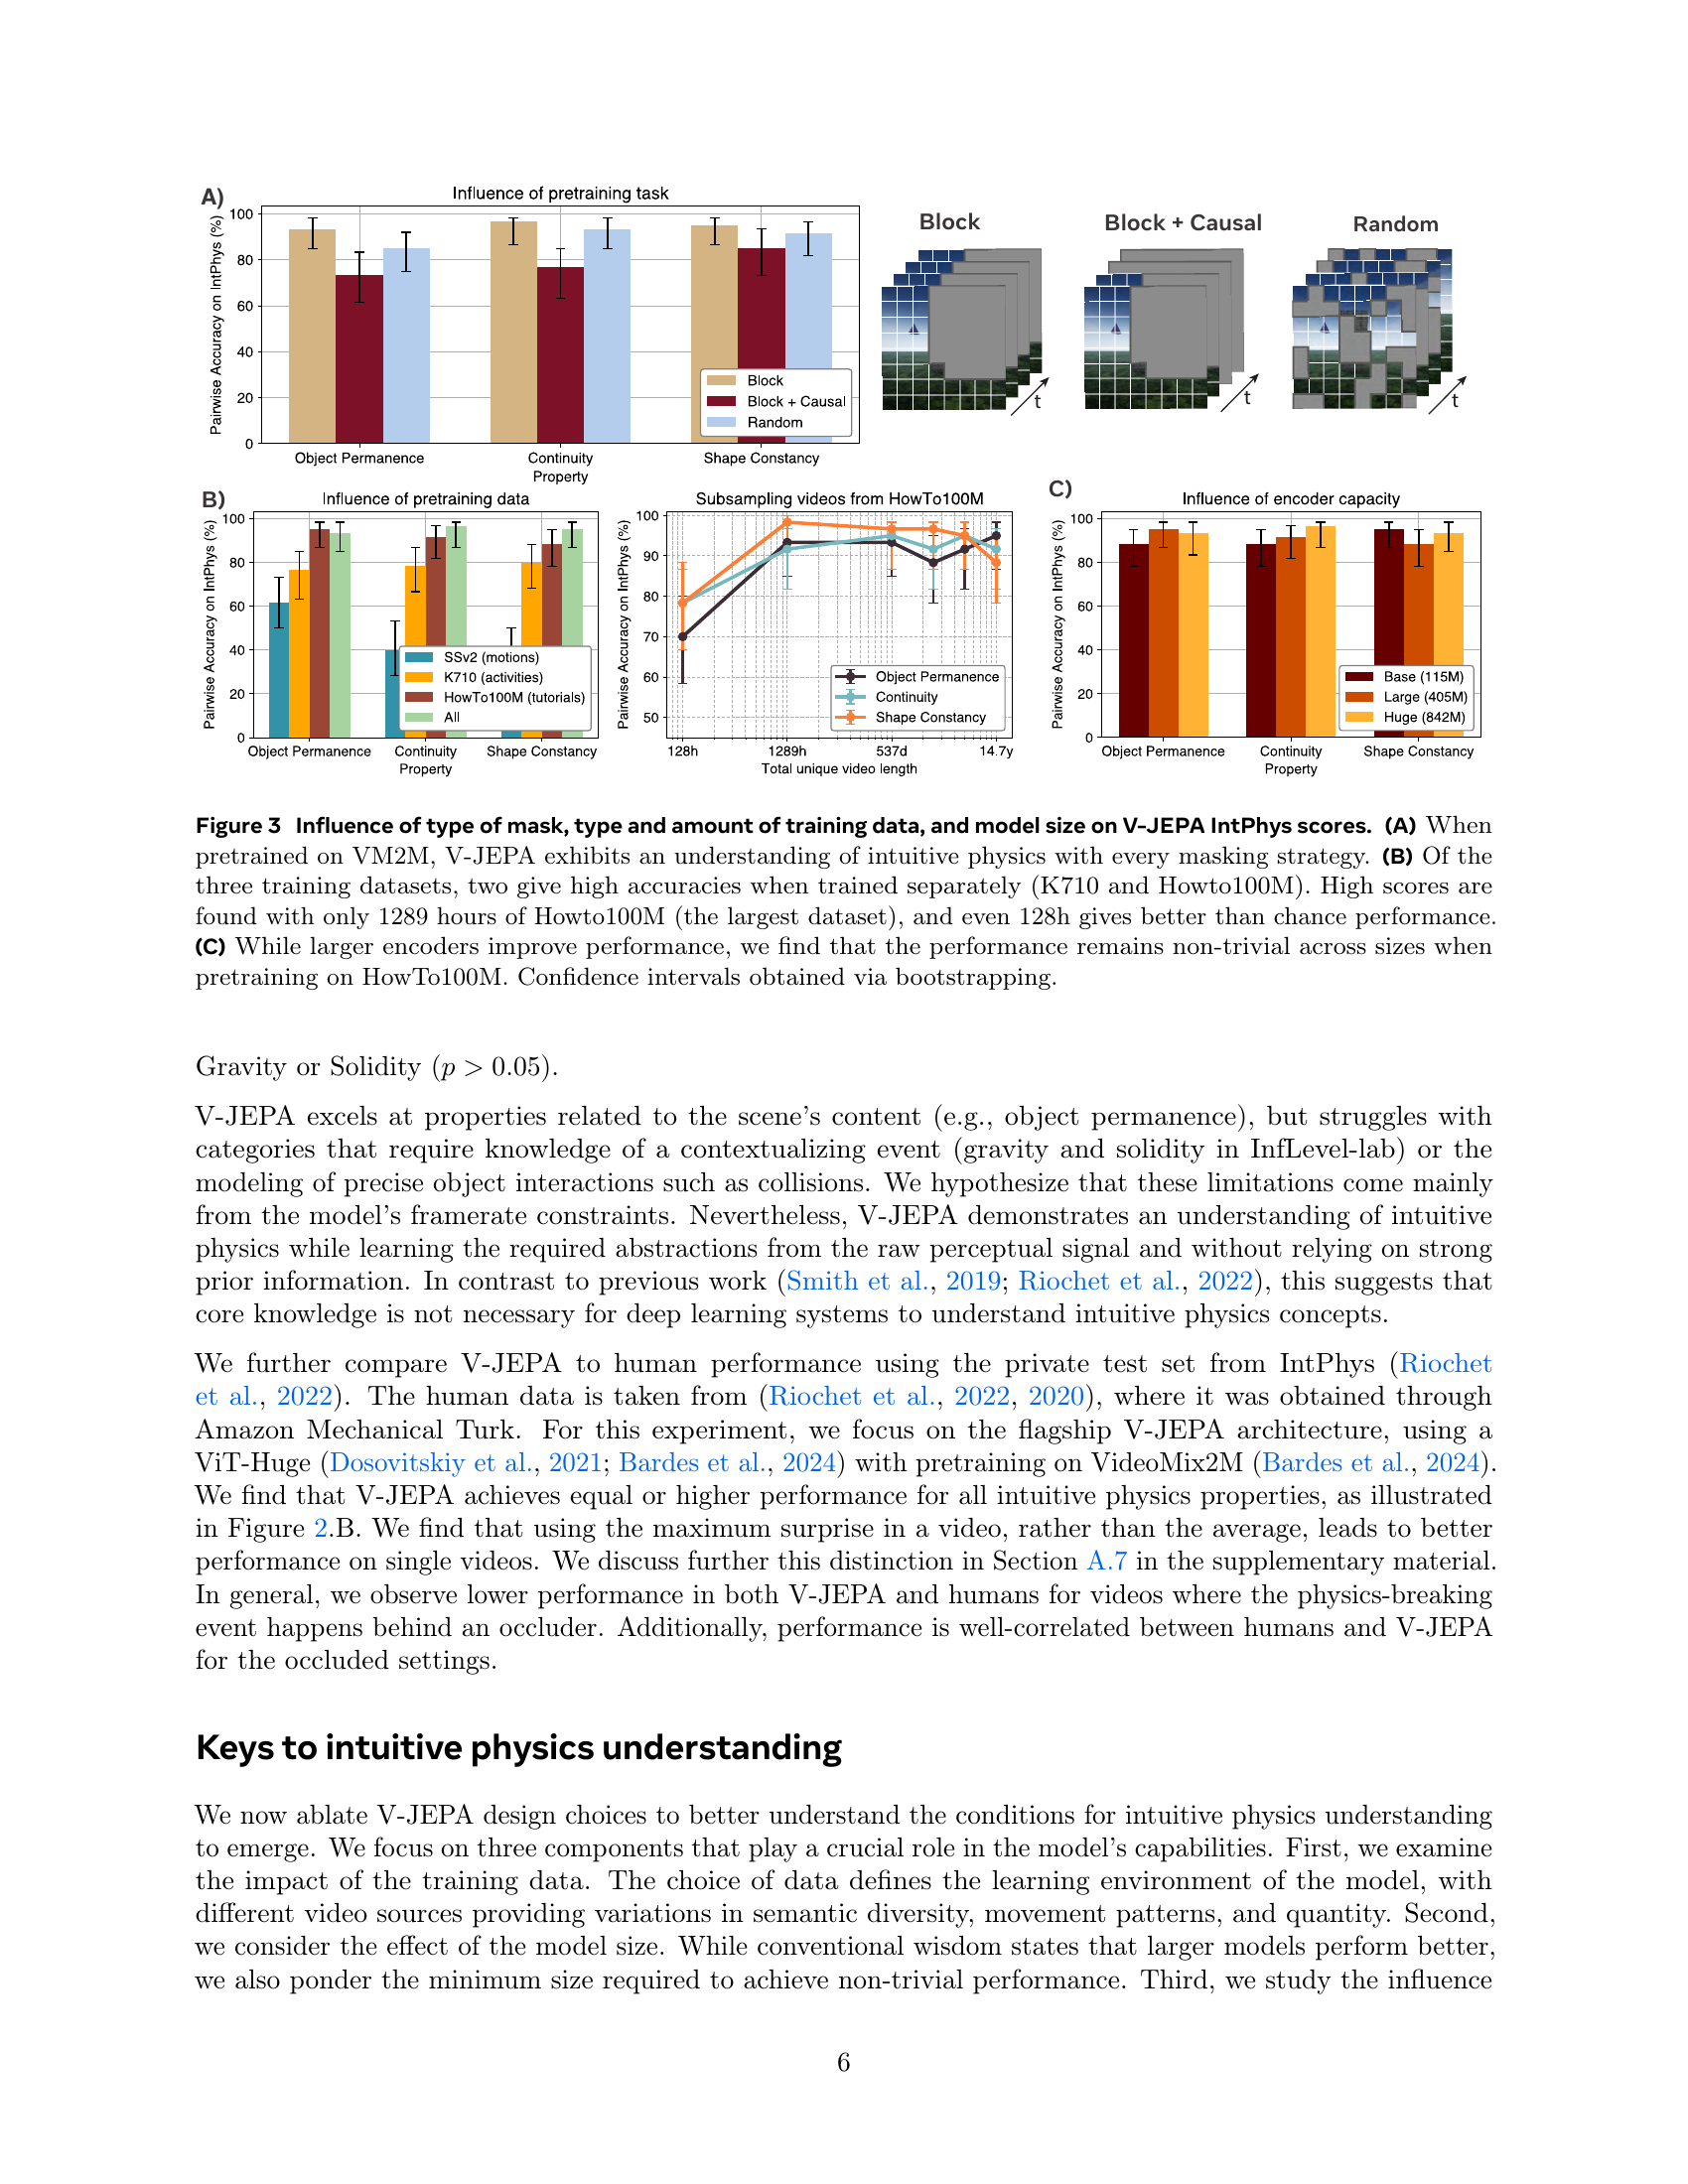 A)
Influence of pretraining task
Pairwise Accuracy on IntPhys (%)
100
80
60
40
20
0
Block
Block + Causal
Random
Object Permanence
Continuity
Shape Constancy
Property
Block
Block + Causal
Random
t
t
t
B)
Influence of pretraining data
Pairwise Accuracy on IntPhys (%)
100
80
60
40
20
0
SSv2 (motions)
K710 (activities)
HowTo100M (tutorials)
All
Object Permanence
Continuity
Shape Constancy
Property
Subsampling videos from HowTo100M
Pairwise Accuracy on IntPhys (%)
100
90
80
70
60
50
Object Permanence
Continuity
Shape Constancy
128h
1289h
537d
14.7y
Total unique video length
C)
Influence of encoder capacity
Pairwise Accuracy on IntPhys (%)
100
80
60
40
20
0
Base (115M)
Large (405M)
Huge (842M)
Object Permanence
Continuity
Shape Constancy
Property
Figure 3 Influence of type of mask, type and amount of training data, and model size on V-JEPA IntPhys scores. (A) When
pretrained on VM2M, V-JEPA exhibits an understanding of intuitive physics with every masking strategy. (B) Of the
three training datasets, two give high accuracies when trained separately (K710 and Howto100M). High scores are
found with only 1289 hours of Howto100M (the largest dataset), and even 128h gives better than chance performance.
(C) While larger encoders improve performance, we find that the performance remains non-trivial across sizes when
pretraining on HowTo100M. Confidence intervals obtained via bootstrapping.
Gravity or Solidity (p > 0.05).
V-JEPA excels at properties related to the scene's content (e.g., object permanence), but struggles with
categories that require knowledge of a contextualizing event (gravity and solidity in InfLevel-lab) or the
modeling of precise object interactions such as collisions. We hypothesize that these limitations come mainly
from the model's framerate constraints. Nevertheless, V-JEPA demonstrates an understanding of intuitive
physics while learning the required abstractions from the raw perceptual signal and without relying on strong
prior information. In contrast to previous work (Smith et al., 2019; Riochet et al., 2022), this suggests that
core knowledge is not necessary for deep learning systems to understand intuitive physics concepts.
We further compare V-JEPA to human performance using the private test set from IntPhys (Riochet
et al., 2022). The human data is taken from (Riochet et al., 2022, 2020), where it was obtained through
Amazon Mechanical Turk. For this experiment, we focus on the flagship V-JEPA architecture, using a
ViT-Huge (Dosovitskiy et al., 2021; Bardes et al., 2024) with pretraining on VideoMix2M (Bardes et al., 2024).
We find that V-JEPA achieves equal or higher performance for all intuitive physics properties, as illustrated
in Figure 2.B. We find that using the maximum surprise in a video, rather than the average, leads to better
performance on single videos. We discuss further this distinction in Section A.7 in the supplementary material.
In general, we observe lower performance in both V-JEPA and humans for videos where the physics-breaking
event happens behind an occluder. Additionally, performance is well-correlated between humans and V-JEPA
for the occluded settings.
Keys to intuitive physics understanding
We now ablate V-JEPA design choices to better understand the conditions for intuitive physics understanding
to emerge. We focus on three components that play a crucial role in the model's capabilities. First, we examine
the impact of the training data. The choice of data defines the learning environment of the model, with
different video sources providing variations in semantic diversity, movement patterns, and quantity. Second,
we consider the effect of the model size. While conventional wisdom states that larger models perform better,
we also ponder the minimum size required to achieve non-trivial performance. Third, we study the influence
6